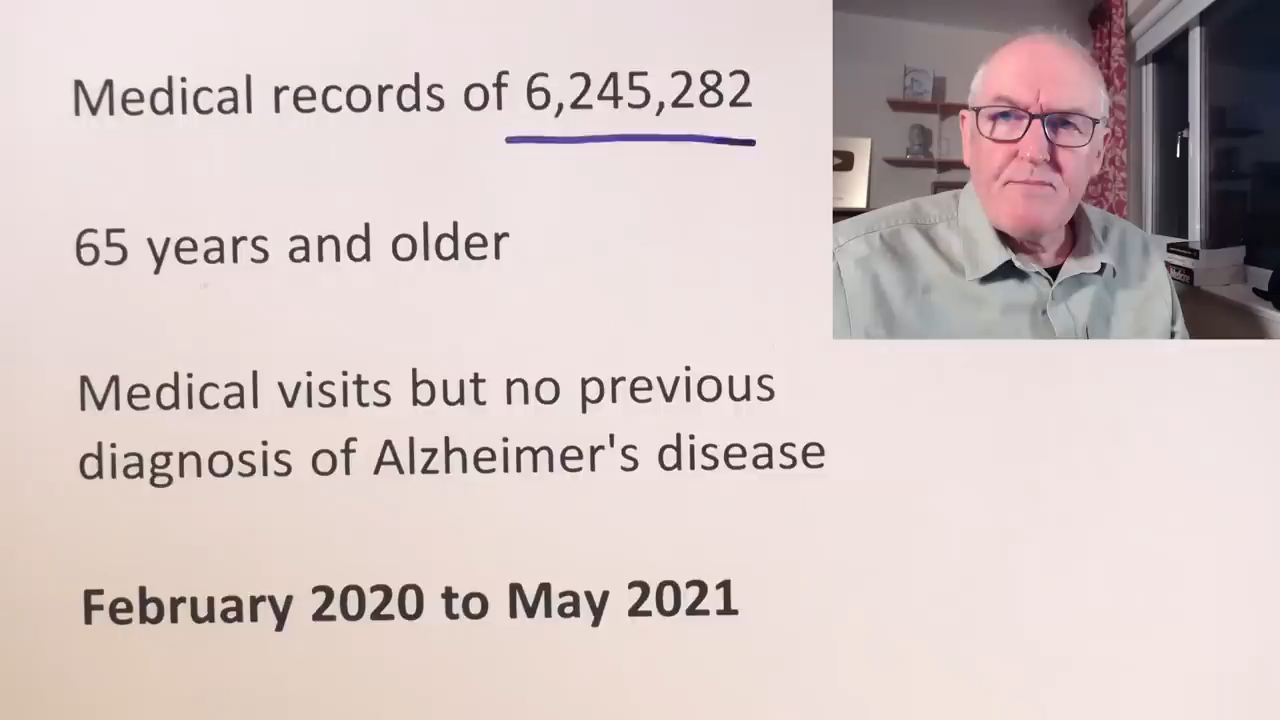 Medical records of 6,245,282
65 years and older
Medical visits but no previous
diagnosis of Alzheimer's disease
February 2020 to May 2021